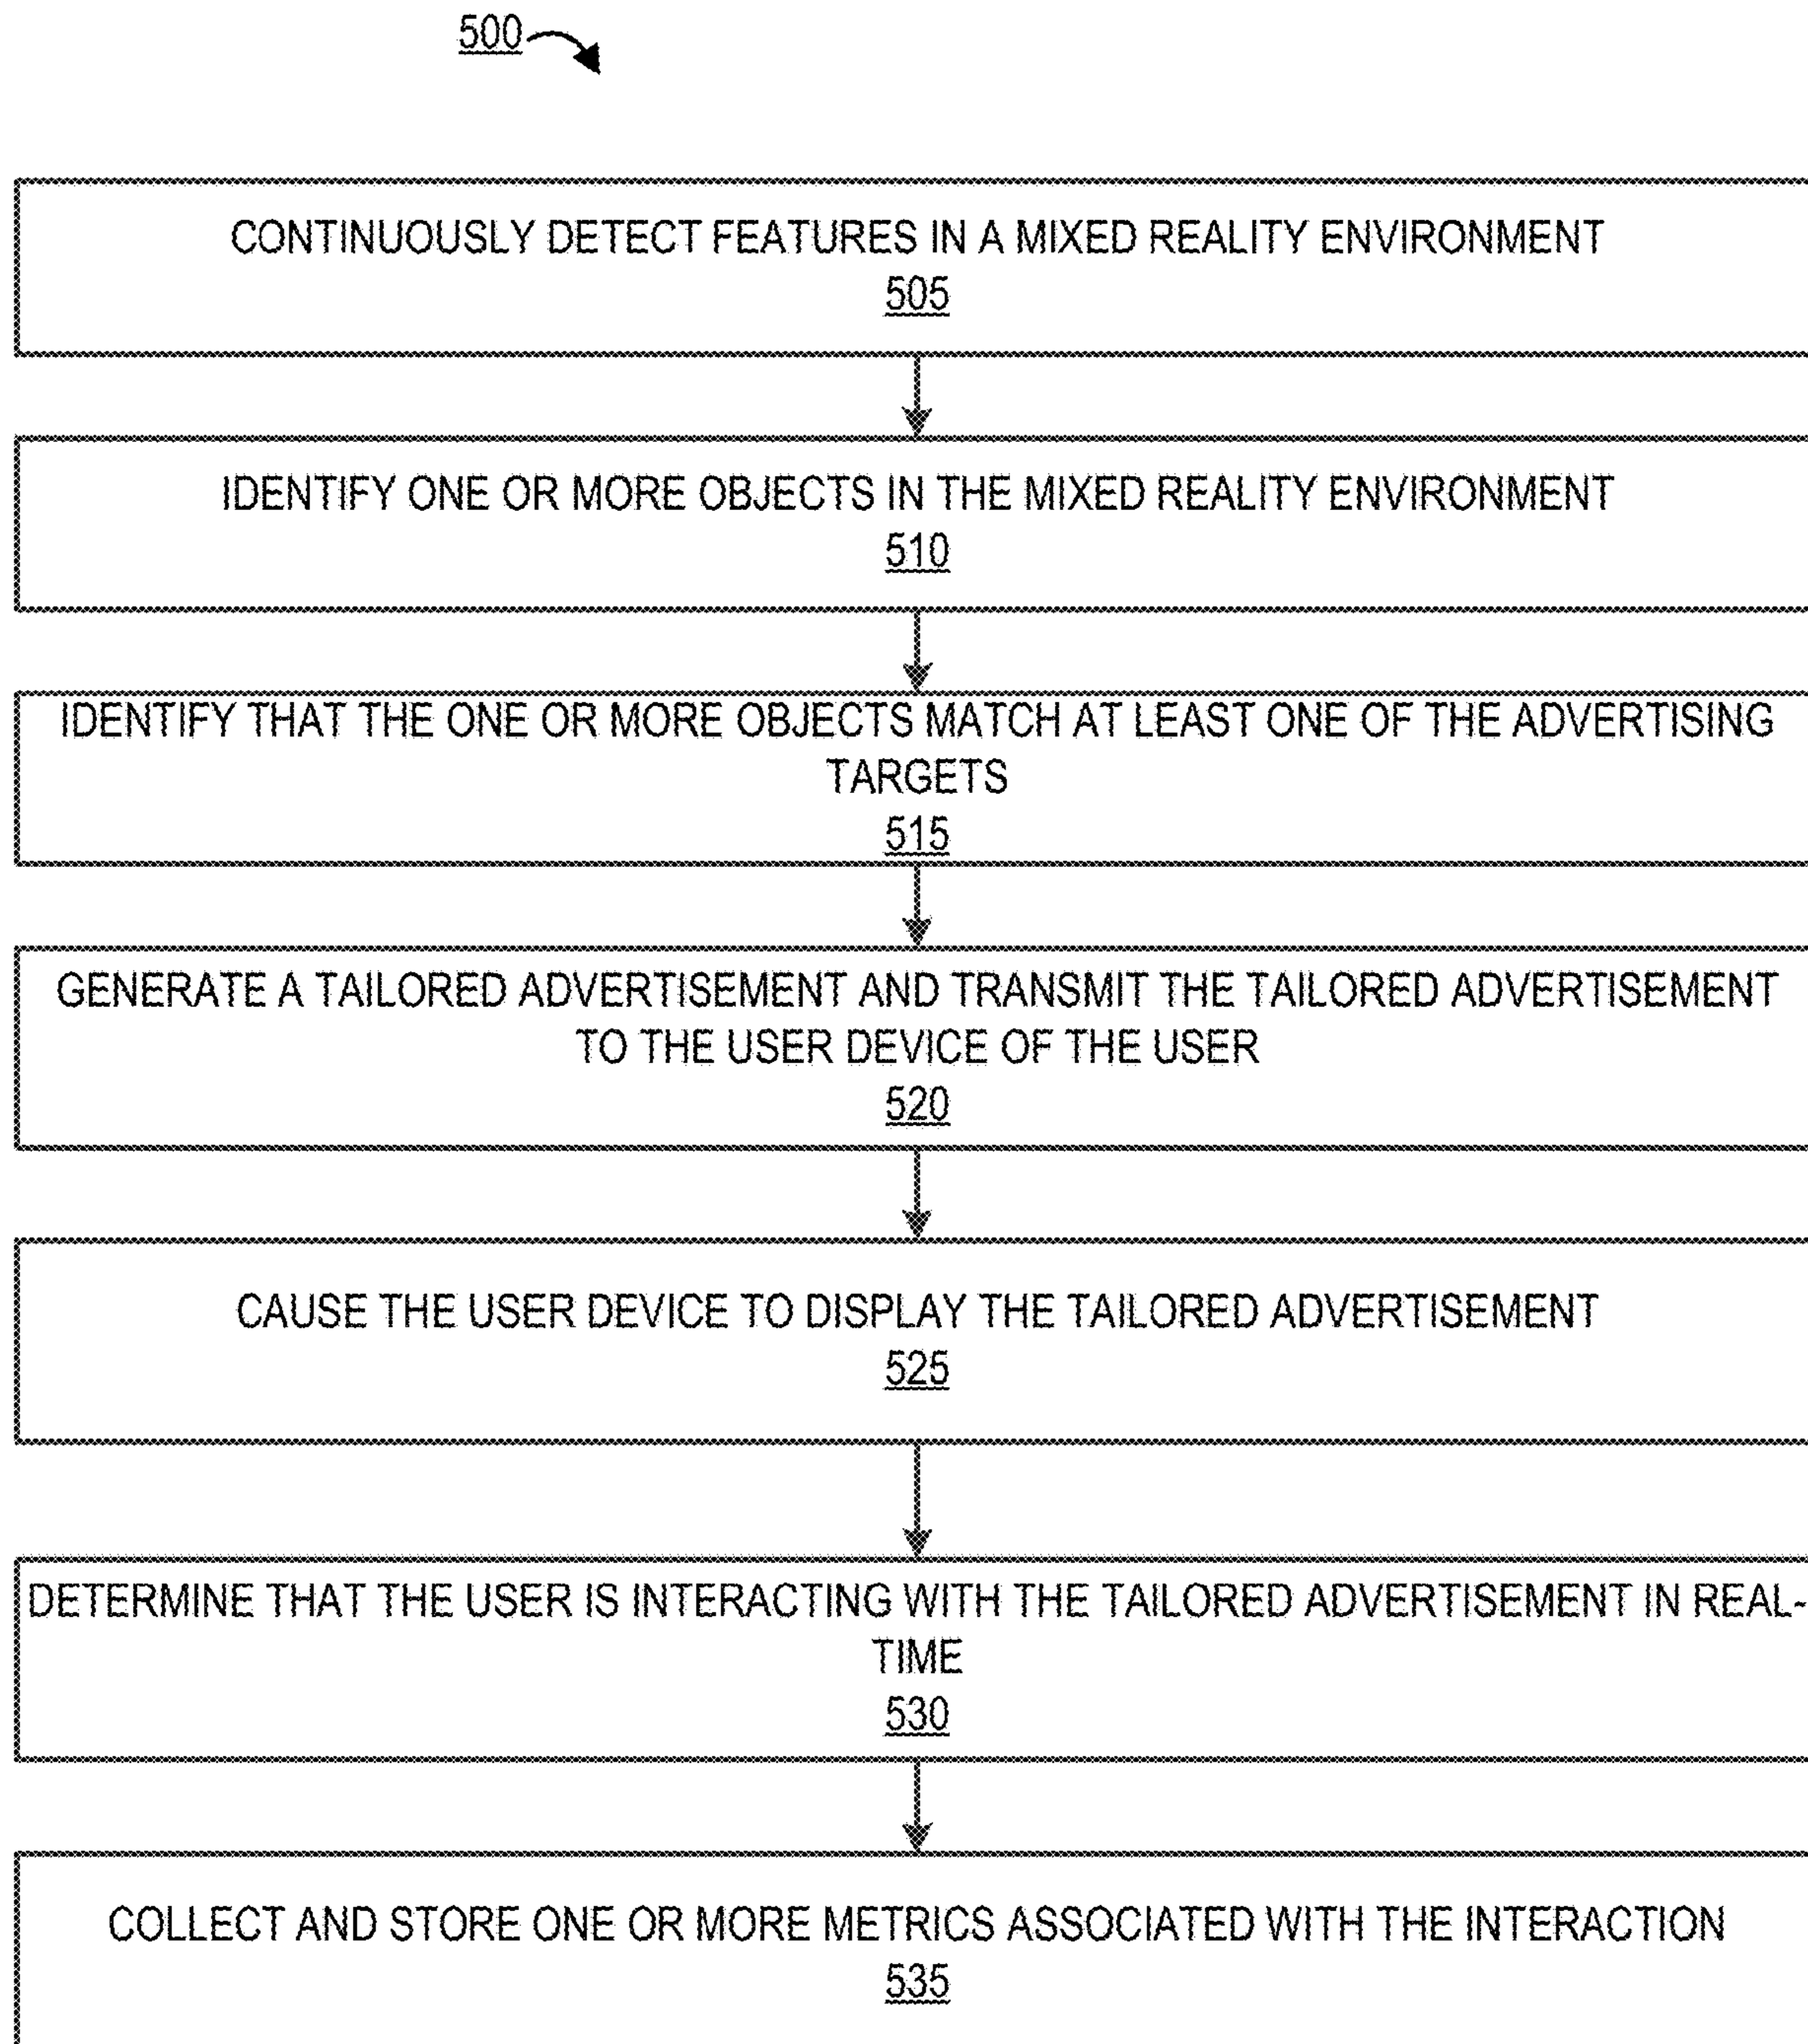 500
CONTINUOUSLY DETECT FEATURES IN A MIXED REALITY ENVIRONMENT
505
IDENTIFY ONE OR MORE OBJECTS IN THE MIXED REALITY ENVIRONMENT
510
IDENTIFY THAT THE ONE OR MORE OBJECTS MATCH AT LEAST ONE OF THE ADVERTISING
TARGETS
515
GENERATE A TAILORED ADVERTISEMENT AND TRANSMIT THE TAILORED ADVERTISEMENT
TO THE USER DEVICE OF THE USER
520
CAUSE THE USER DEVICE TO DISPLAY THE TAILORED ADVERTISEMENT
525
DETERMINE THAT THE USER IS INTERACTING WITH THE TAILORED ADVERTISEMENT IN REAL-
TIME
530
COLLECT AND STORE ONE OR MORE METRICS ASSOCIATED WITH THE INTERACTION
535